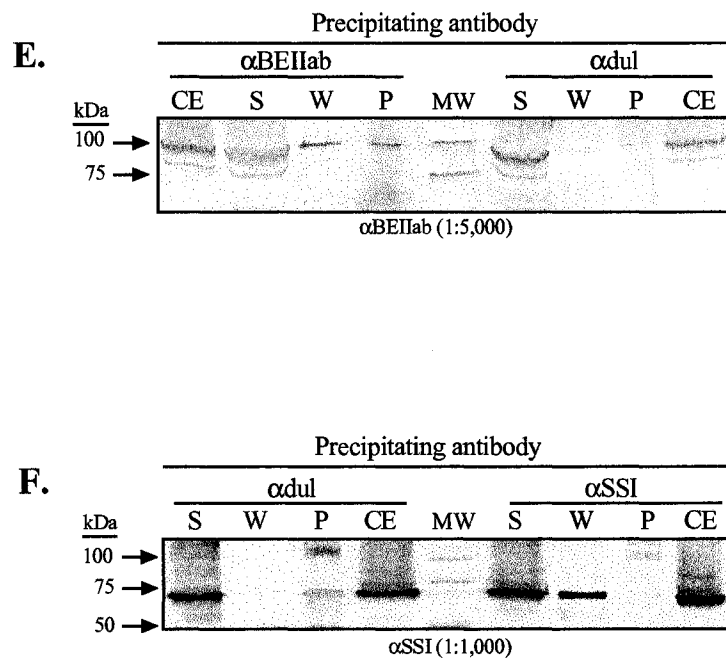 E.
Precipitating antibody
αBEIIab αdul
CE S W P MW S W P CE
kDa
100
75
αBEIIab (1:5,000)
F.
Precipitating antibody
αdul αSSI
S W P CE MW S W P CE
kDa
100
75
50
αSSI (1:1,000)